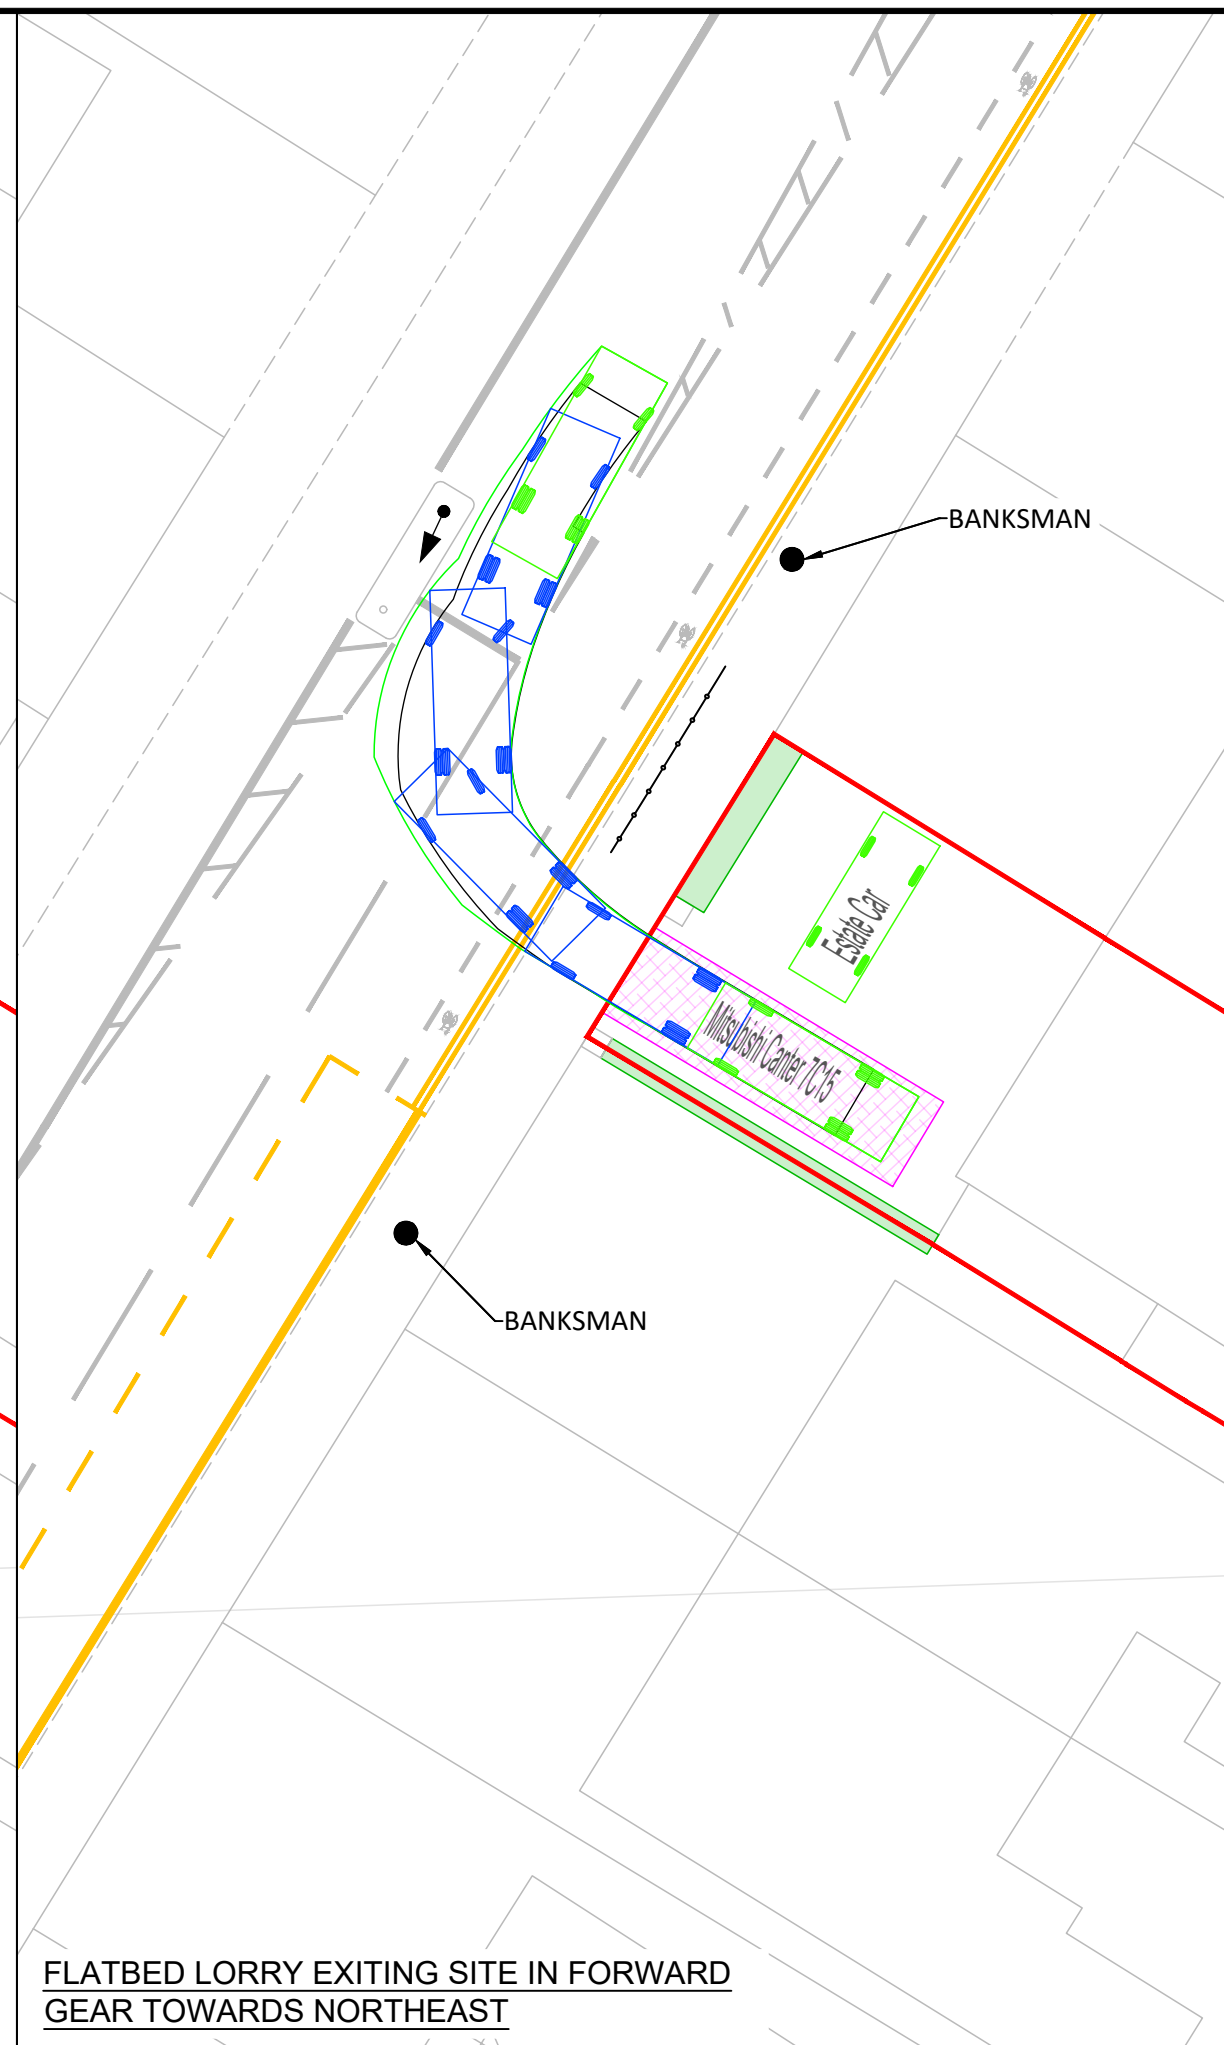 BANKSMAN
Estate Car
Mitsubishi Canter 7C15
BANKSMAN
FLATBED LORRY EXITING SITE IN FORWARD
GEAR TOWARDS NORTHEAST